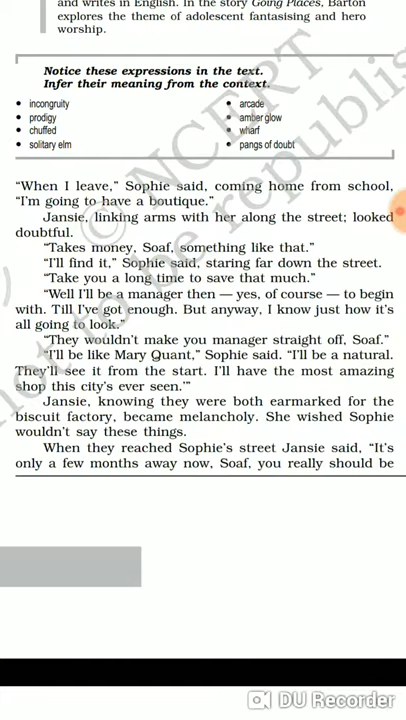 and writes in English. In the story Going Places, Barton
explores the theme of adolescent fantasising and hero
worship.
Notice these expressions in the text.
Infer their meaning from the context.
• incongruity
• prodigy
• chuffed
• solitary elm
• arcade
• amber glow
• wharf
• pangs of doubt
“When I leave,” Sophie said, coming home from school,
“I’m going to have a boutique.”
Jansie, linking arms with her along the street; looked
doubtful.
“Takes money, Soaf, something like that.”
“I’ll find it,” Sophie said, staring far down the street.
“Take you a long time to save that much.”
“Well I’ll be a manager then — yes, of course — to begin
with. Till I’ve got enough. But anyway, I know just how it’s
all going to look.”
“They wouldn’t make you manager straight off, Soaf.”
“I’ll be like Mary Quant,” Sophie said. “I’ll be a natural.
They’ll see it from the start. I’ll have the most amazing
shop this city’s ever seen.’”
Jansie, knowing they were both earmarked for the
biscuit factory, became melancholy. She wished Sophie
wouldn’t say these things.
When they reached Sophie’s street Jansie said, “It’s
only a few months away now, Soaf, you really should be
© NCERT
not to be republis
DU Recorder